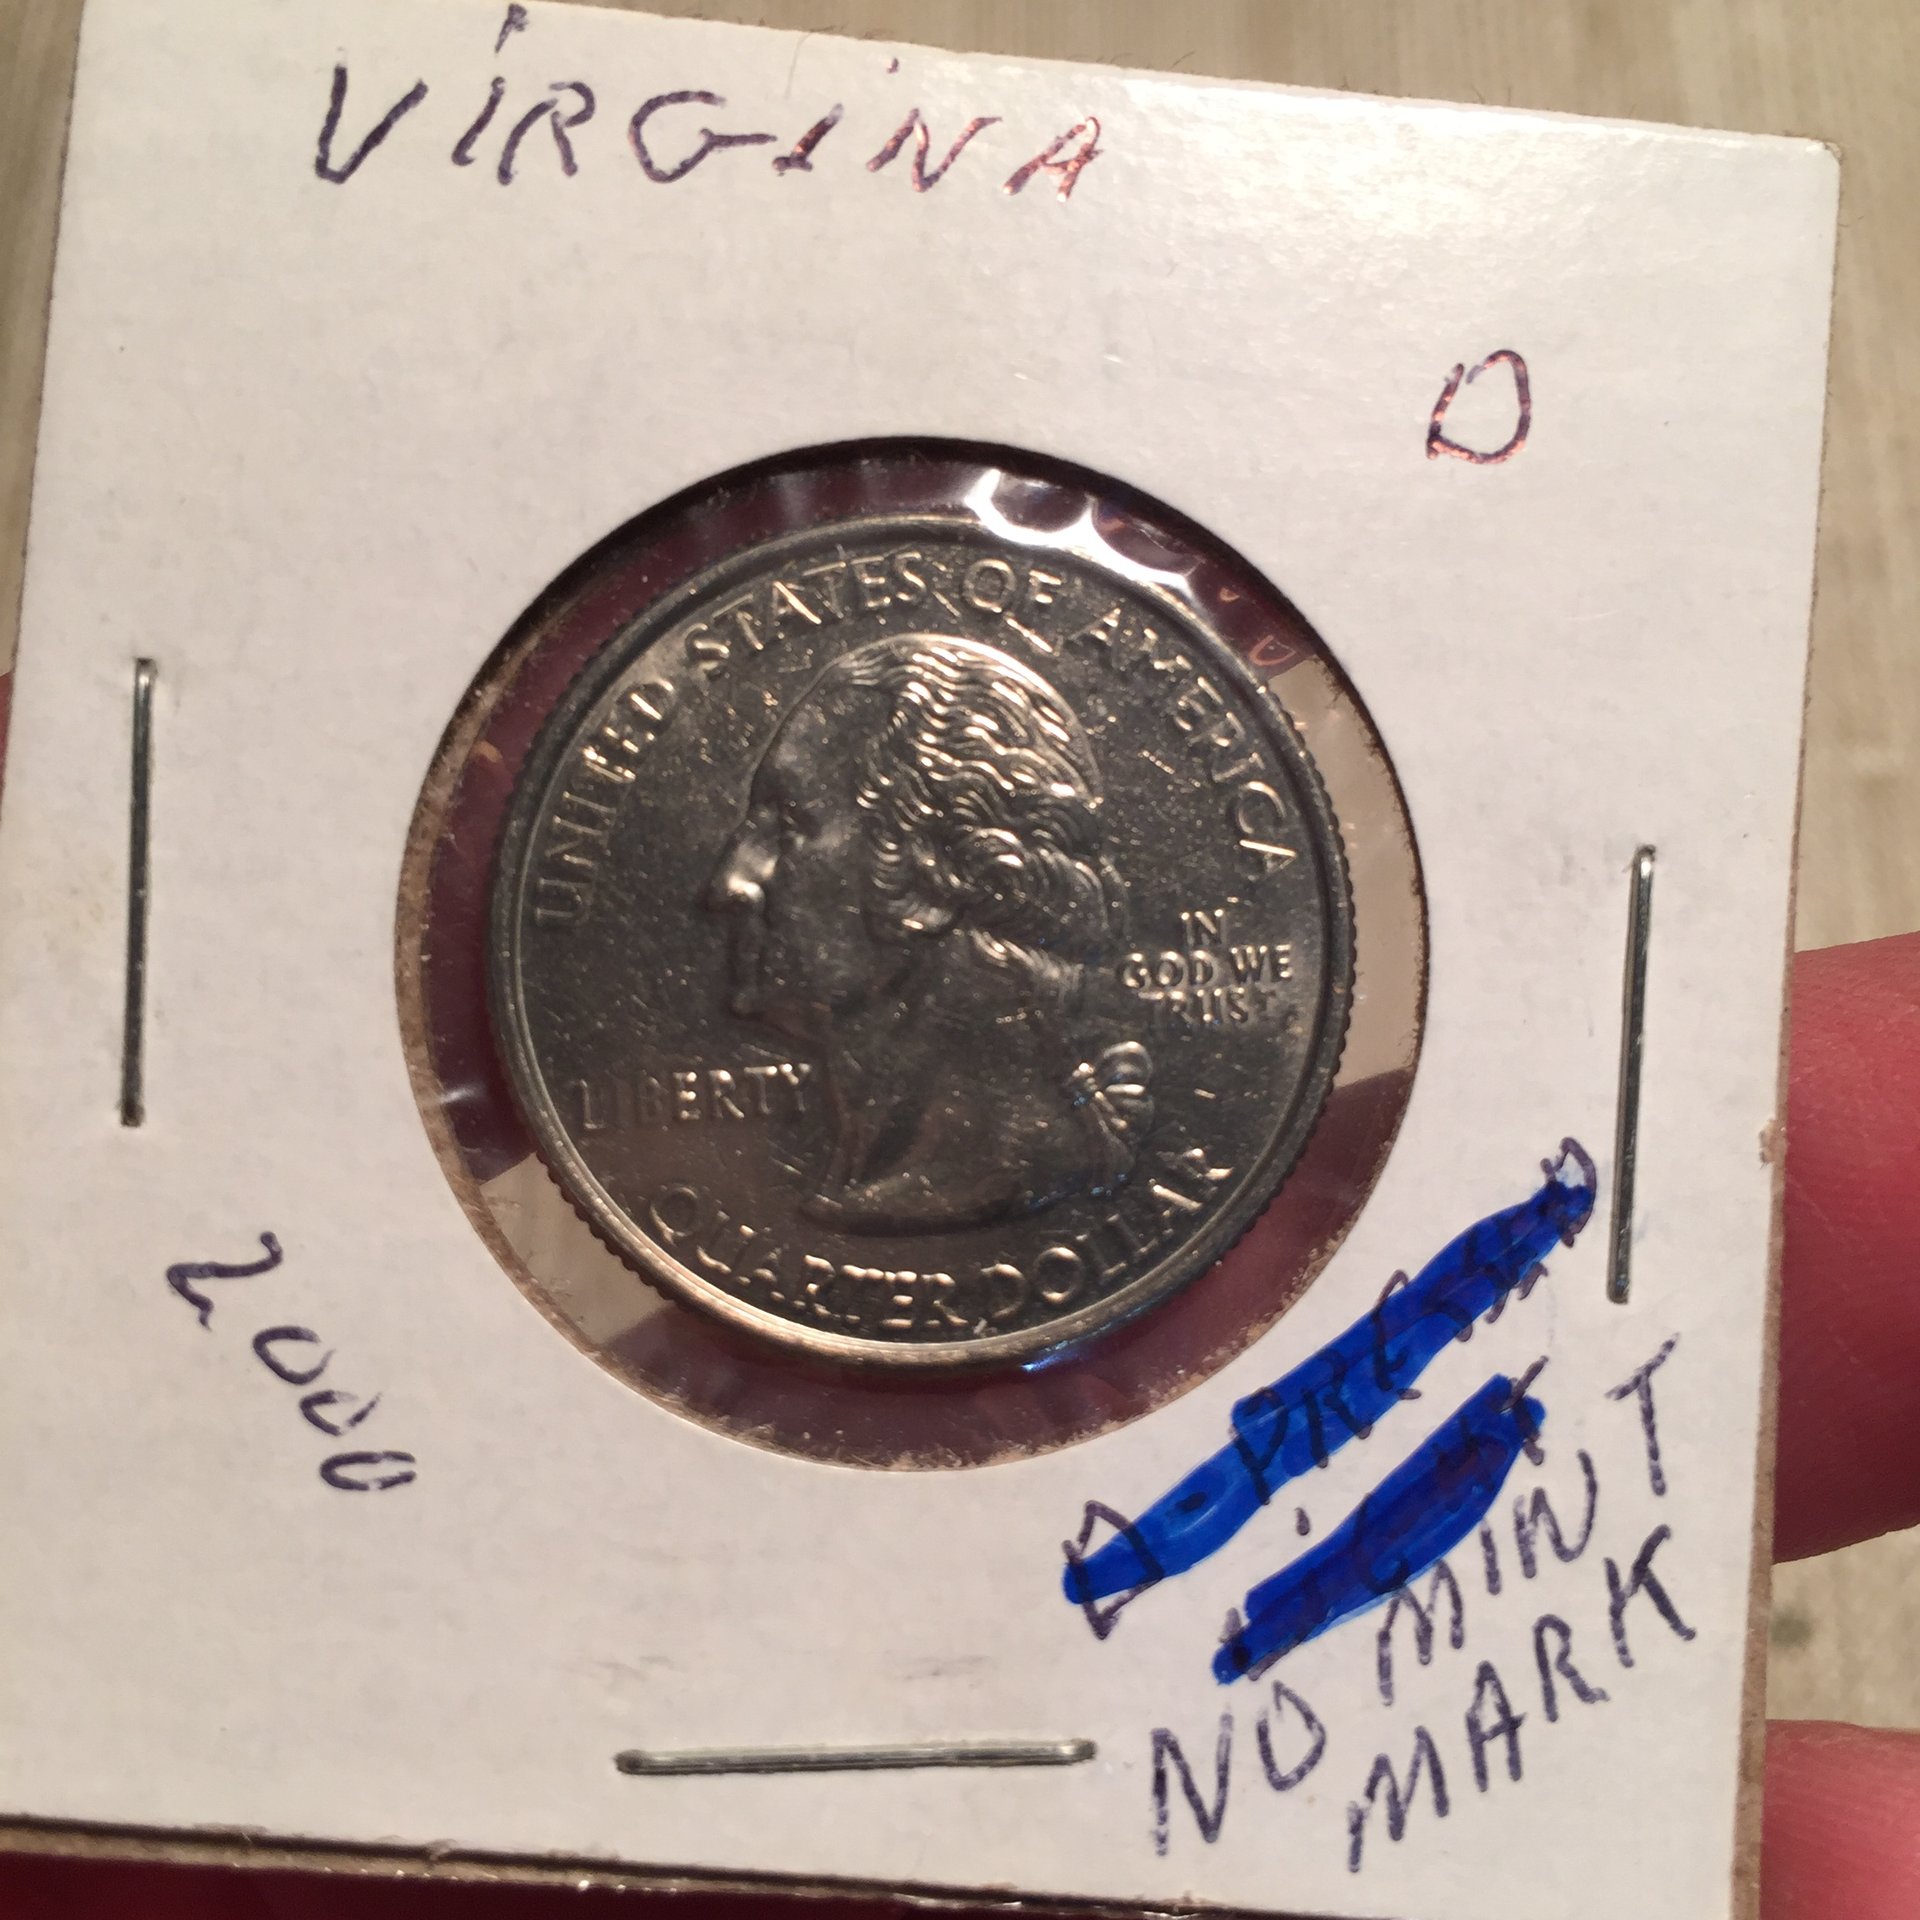 VIRGINA
D
UNITED STATES OF AMERICA
IN
GOD WE
TRUST
LIBERTY
QUARTER DOLLAR
2000
NO MINT
MARK